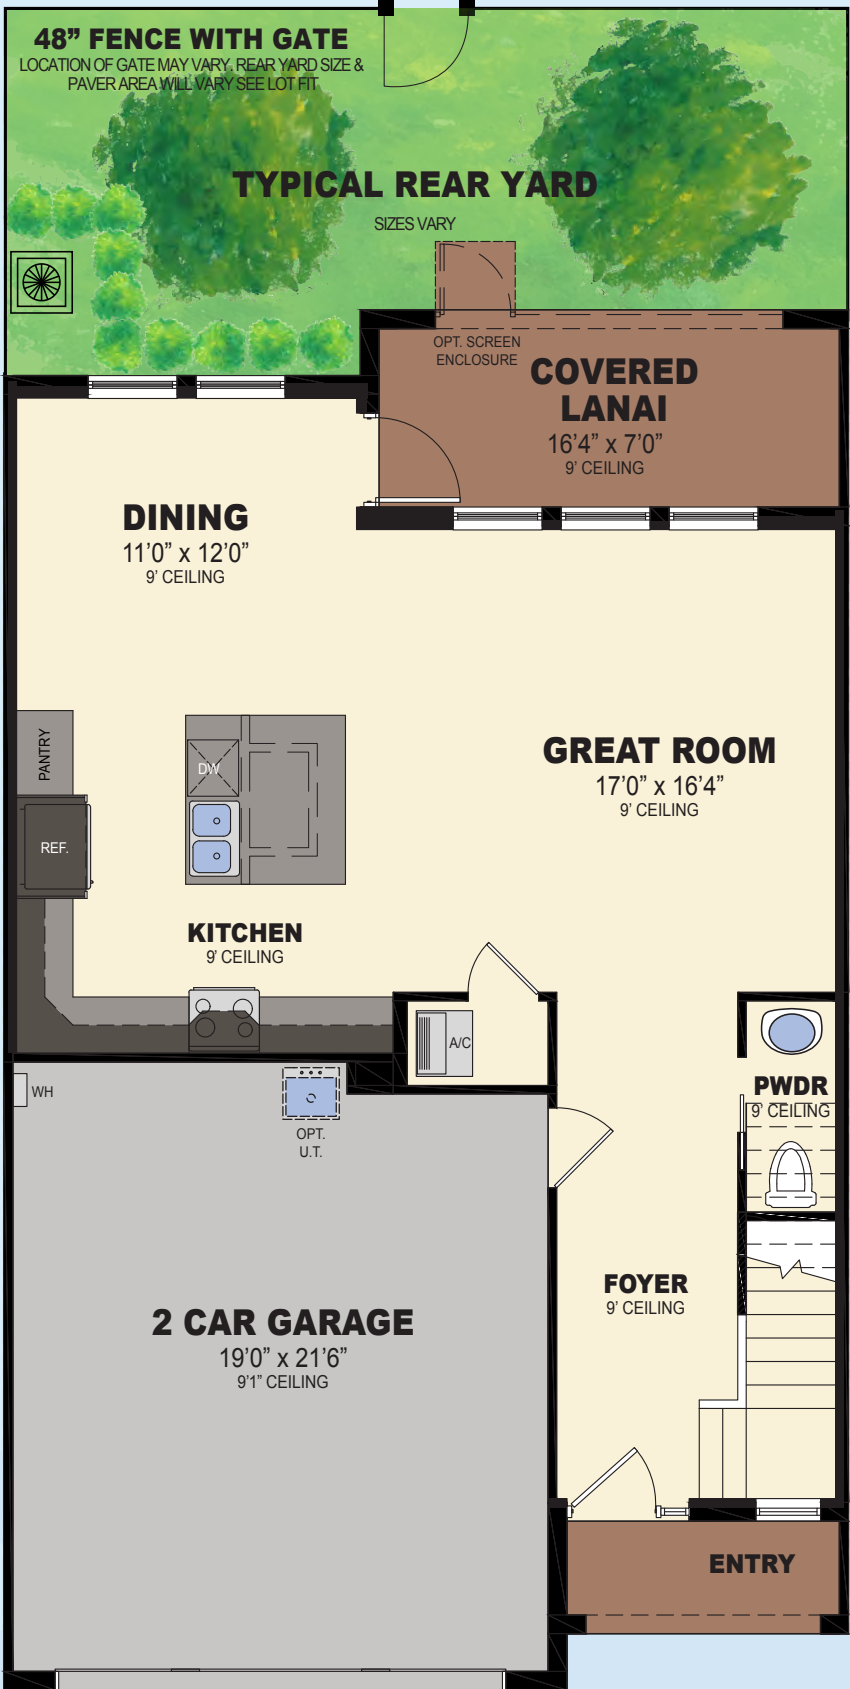 48” FENCE WITH GATE
LOCATION OF GATE MAY VARY. REAR YARD SIZE &
PAVER AREA WILL VARY SEE LOT FIT
TYPICAL REAR YARD
SIZES VARY
OPT. SCREEN
ENCLOSURE
COVERED
LANAI
16’4” x 7’0”
9’ CEILING
DINING
11’0” x 12’0”
9’ CEILING
PANTRY
DW
REF.
GREAT ROOM
17’0” x 16’4”
9’ CEILING
KITCHEN
9’ CEILING
A/C
WH
OPT.
U.T.
PWDR
9’ CEILING
FOYER
9’ CEILING
2 CAR GARAGE
19’0” x 21’6”
9’1” CEILING
ENTRY